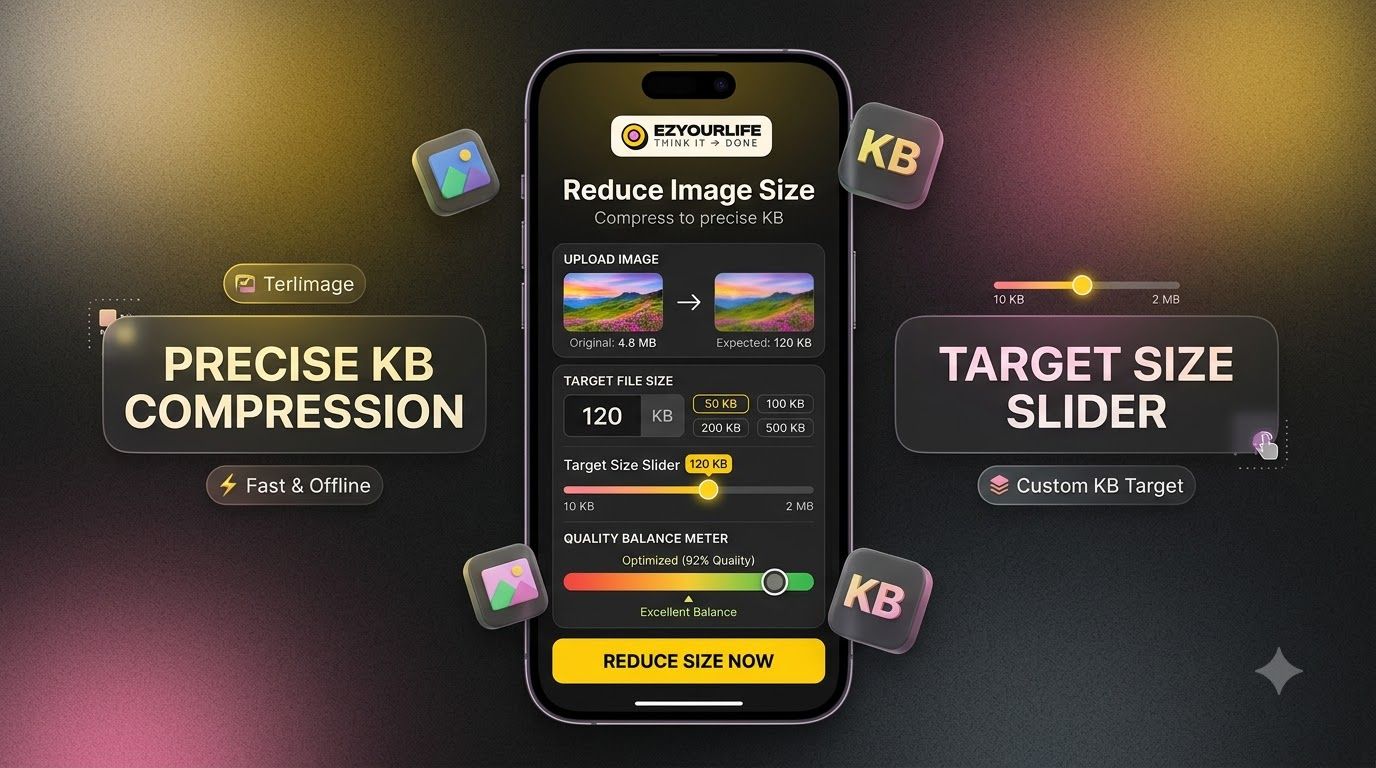 EZYOURLIFE
THINK IT → DONE
Reduce Image Size
Compress to precise KB
UPLOAD IMAGE
Original: 4.8 MB
Expected: 120 KB
TARGET FILE SIZE
120 KB
50 KB
100 KB
200 KB
500 KB
Target Size Slider
120 KB
10 KB
2 MB
QUALITY BALANCE METER
Optimized (92% Quality)
Excellent Balance
REDUCE SIZE NOW
TerlImage
PRECISE KB
COMPRESSION
Fast & Offline
10 KB
2 MB
TARGET SIZE
SLIDER
Custom KB Target
KB
KB